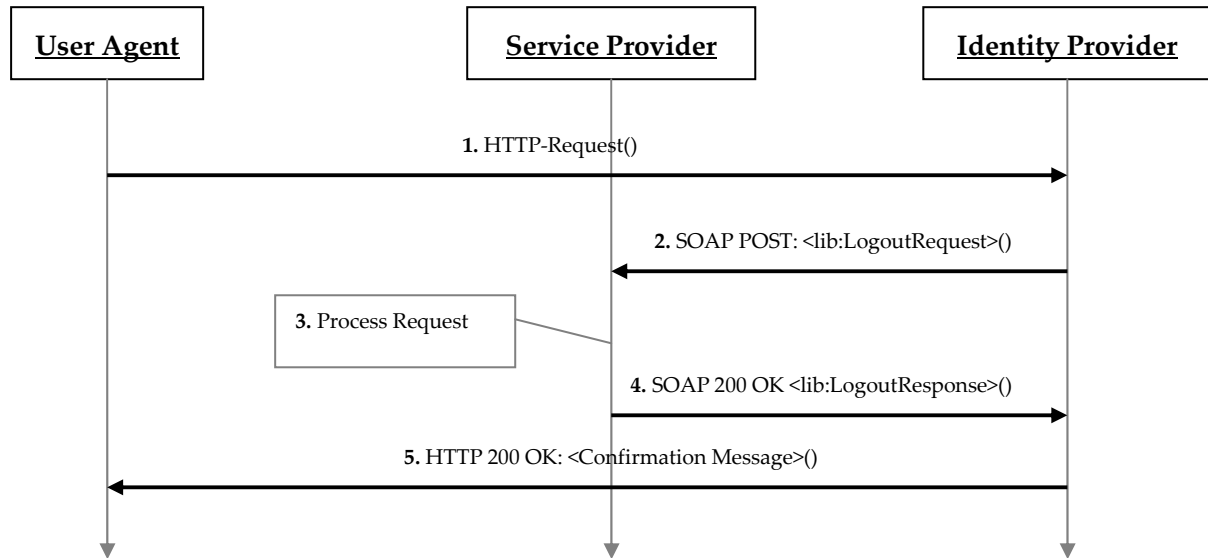 User Agent
Service Provider
Identity Provider
1. HTTP-Request()
2. SOAP POST: <lib:LogoutRequest>()
3. Process Request
4. SOAP 200 OK <lib:LogoutResponse>()
5. HTTP 200 OK: <Confirmation Message>()